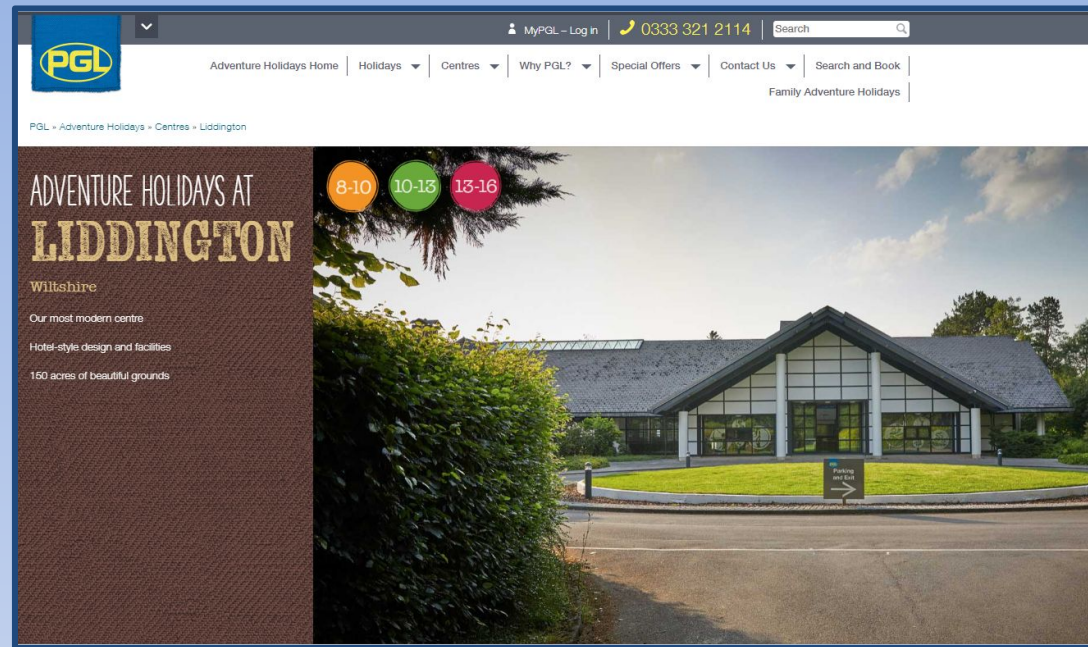 MyPGL – Log in
0333 321 2114
Search
PGL
Adventure Holidays Home
Holidays
Centres
Why PGL?
Special Offers
Contact Us
Search and Book
Family Adventure Holidays
PGL » Adventure Holidays » Centres » Liddington
ADVENTURE HOLIDAYS AT
LIDDINGTON
Wiltshire
Our most modern centre
Hotel-style design and facilities
150 acres of beautiful grounds
8-10
10-13
13-16
Parking
and Exit